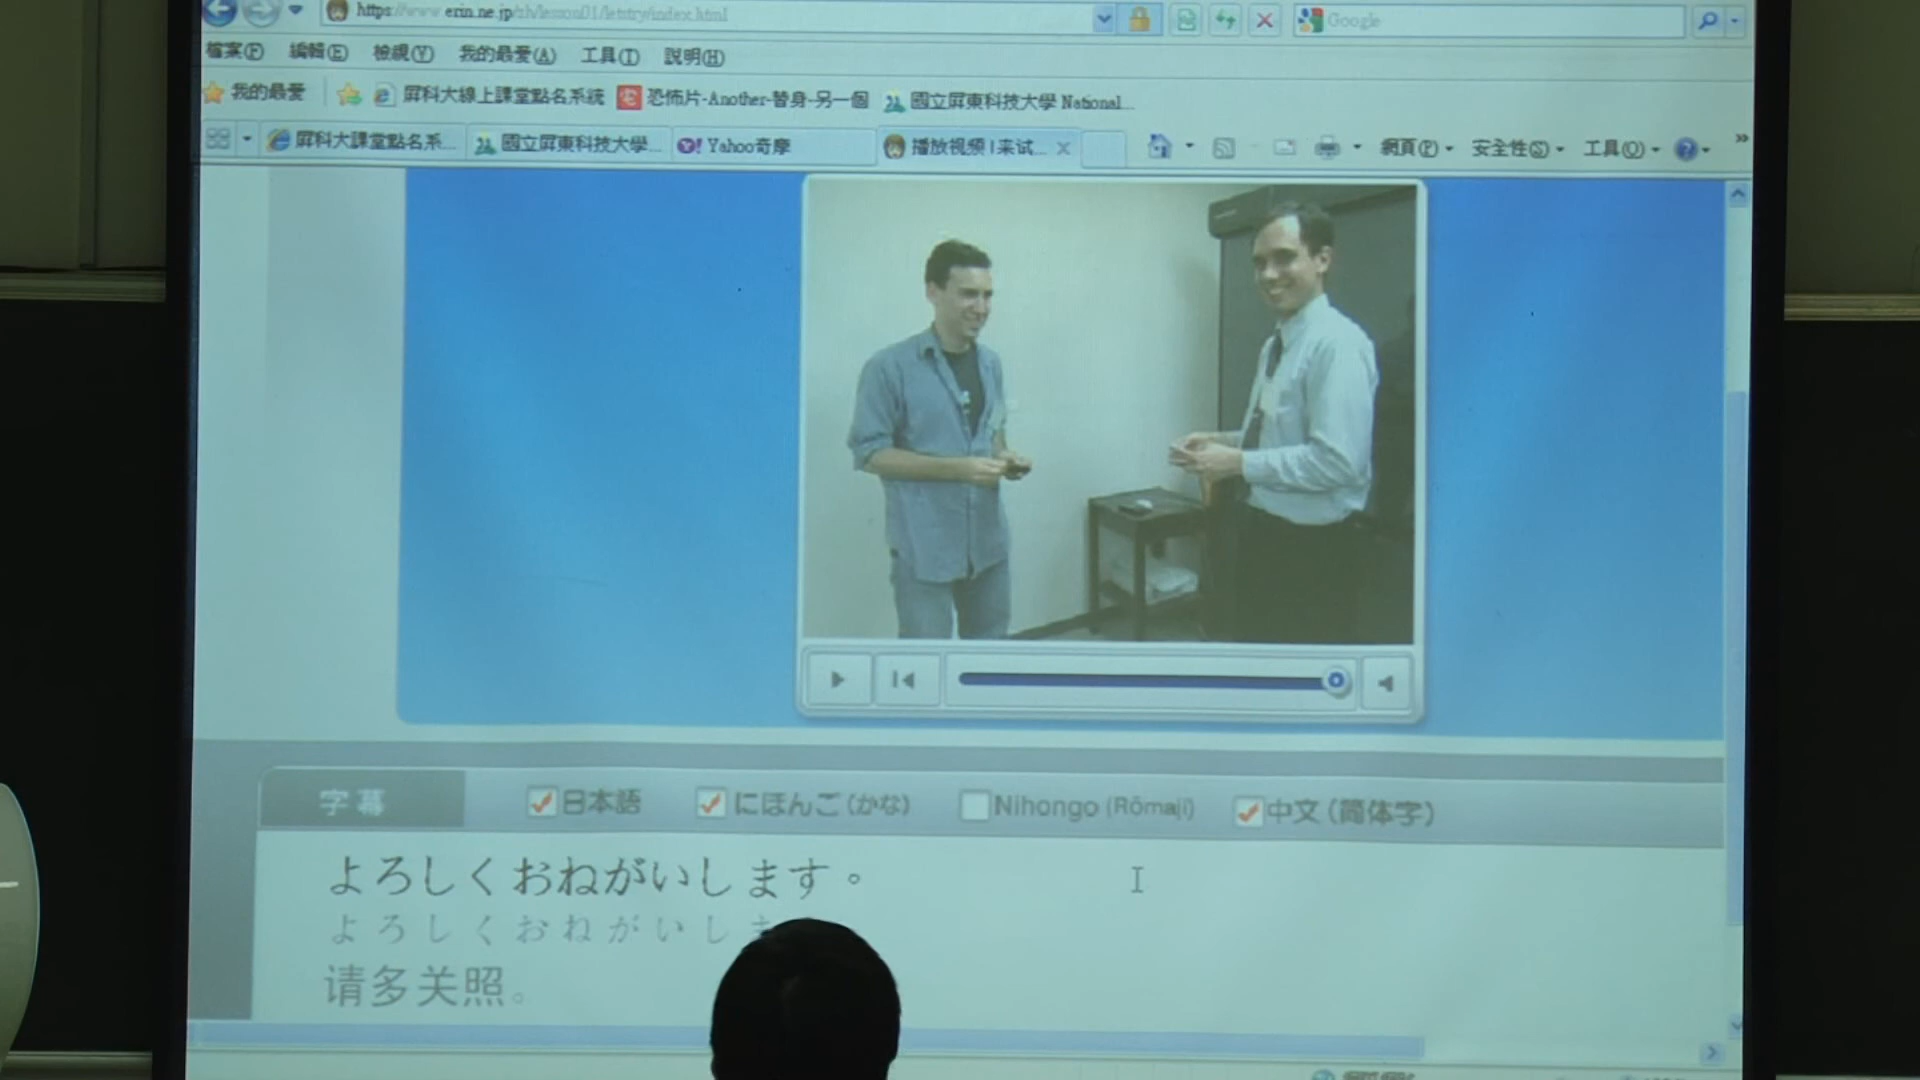 https://www.erin.ne.jp/zh/lesson01/letstry/index.html
Google
檔案(F) 編輯(E) 檢視(V) 我的最愛(A) 工具(T) 說明(H)
我的最愛 屏科大線上課堂點名系統 恐怖片-Another-替身-另一個 國立屏東科技大學 National...
屏科大課堂點名系... 國立屏東科技大學... Yahoo奇摩 播放视频 l 来试... 網頁(P) 安全性(S) 工具(O)
字幕 日本語 にほんご(かな) Nihongo (Rōmaji) 中文(简体字)
よろしくおねがいします。
よろしくおねがいしま
请多关照。